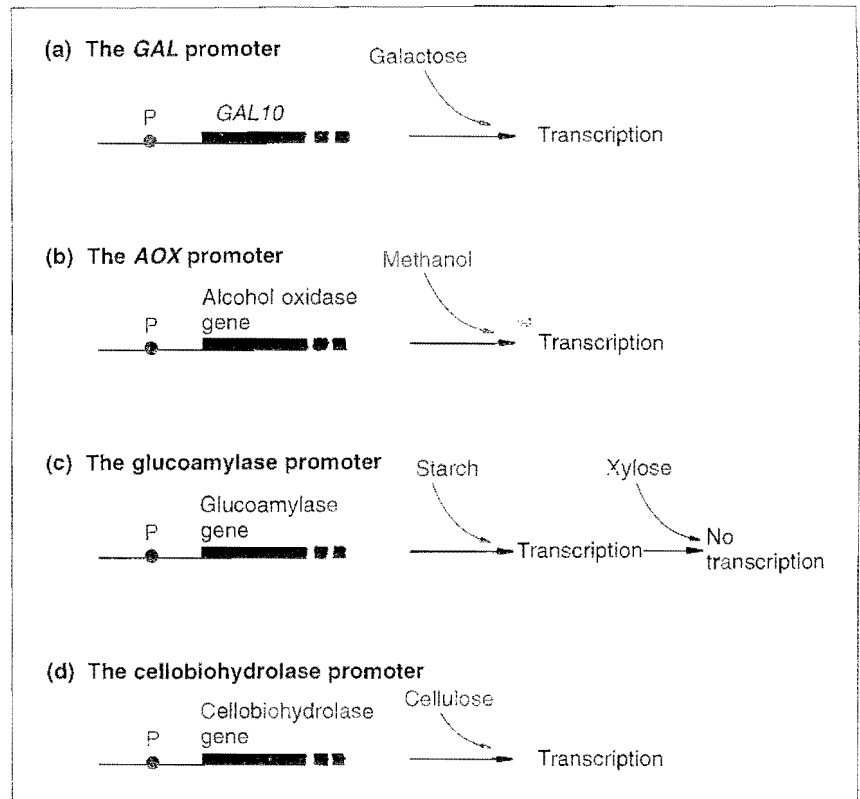 (a) The GAL promoter
Galactose
P
GAL10
Transcription
(b) The AOX promoter
Methanol
Alcohol oxidase
gene
P
Transcription
(c) The glucoamylase promoter
Starch
Xylose
Glucoamylase
gene
P
Transcription
No
transcription
(d) The cellobiohydrolase promoter
Cellobiohydrolase
gene
Cellulose
P
Transcription